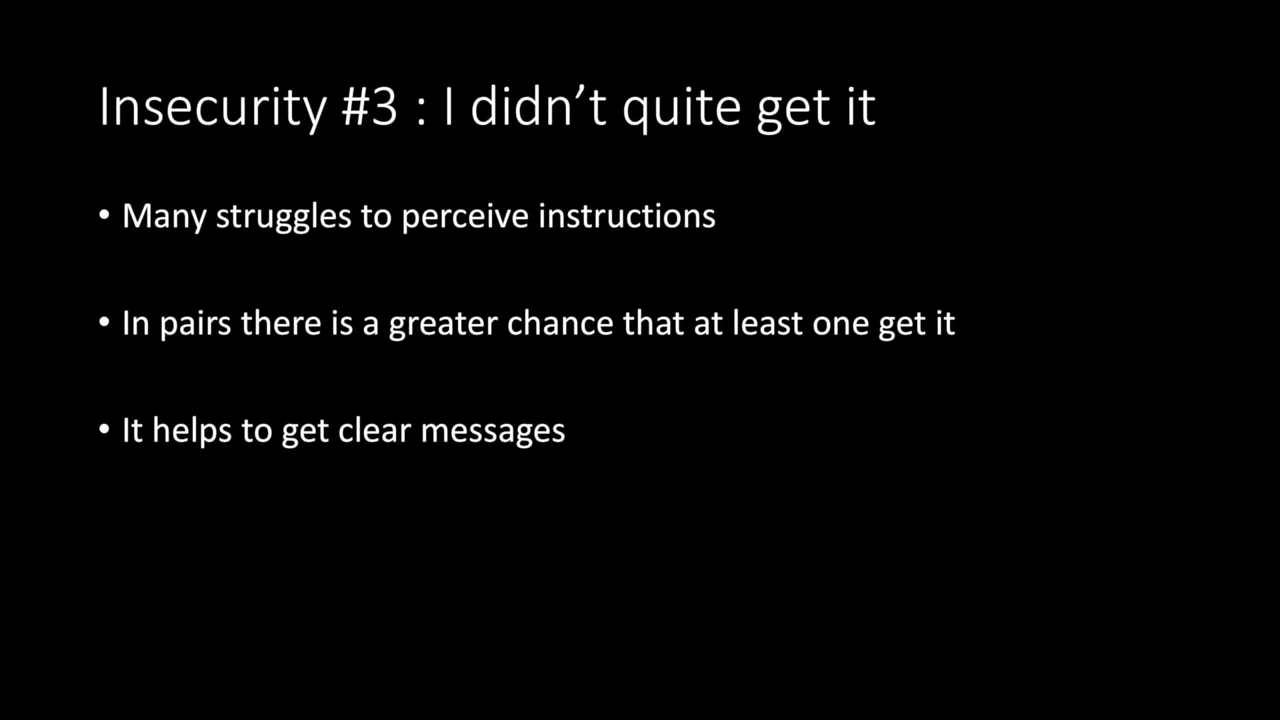 Insecurity #3 : I didn’t quite get it
• Many struggles to perceive instructions
• In pairs there is a greater chance that at least one get it
• It helps to get clear messages